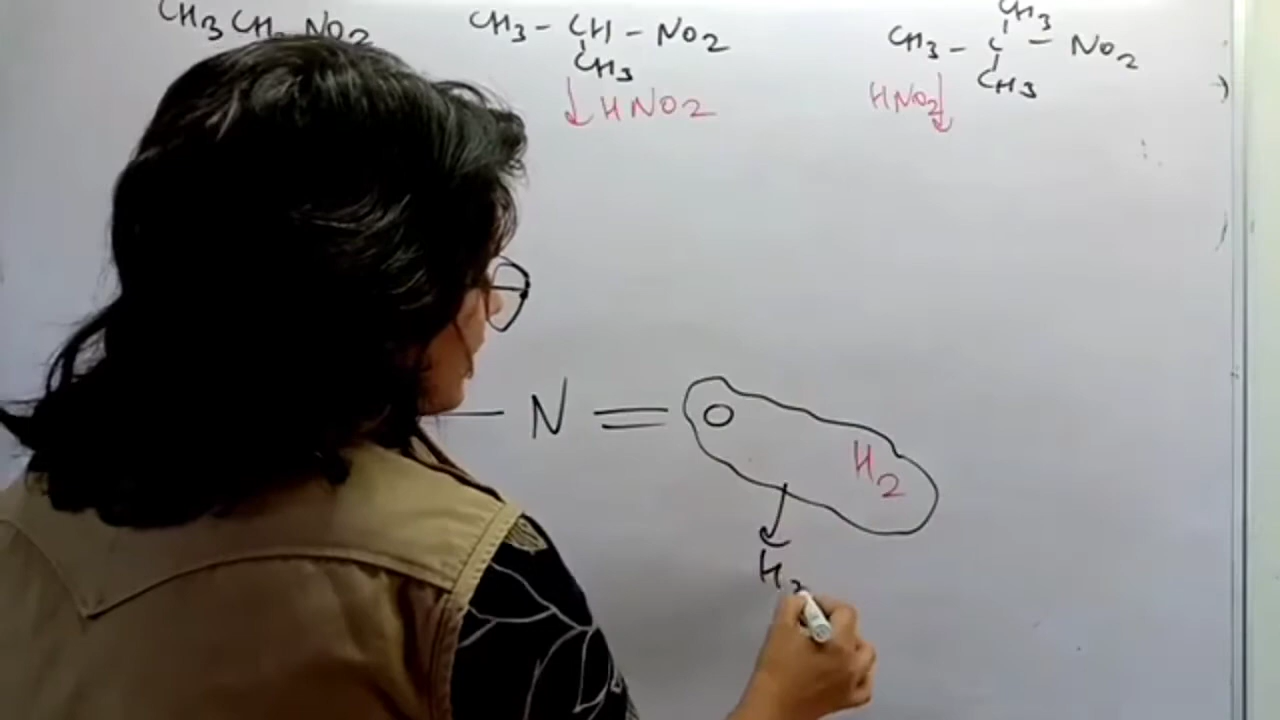 CH3 CH2 NO2
CH3 - CH - NO2
CH3
↓ HNO2
CH3
CH3 - C - NO2
CH3
HNO2 ↓
— N = O
H2
H2